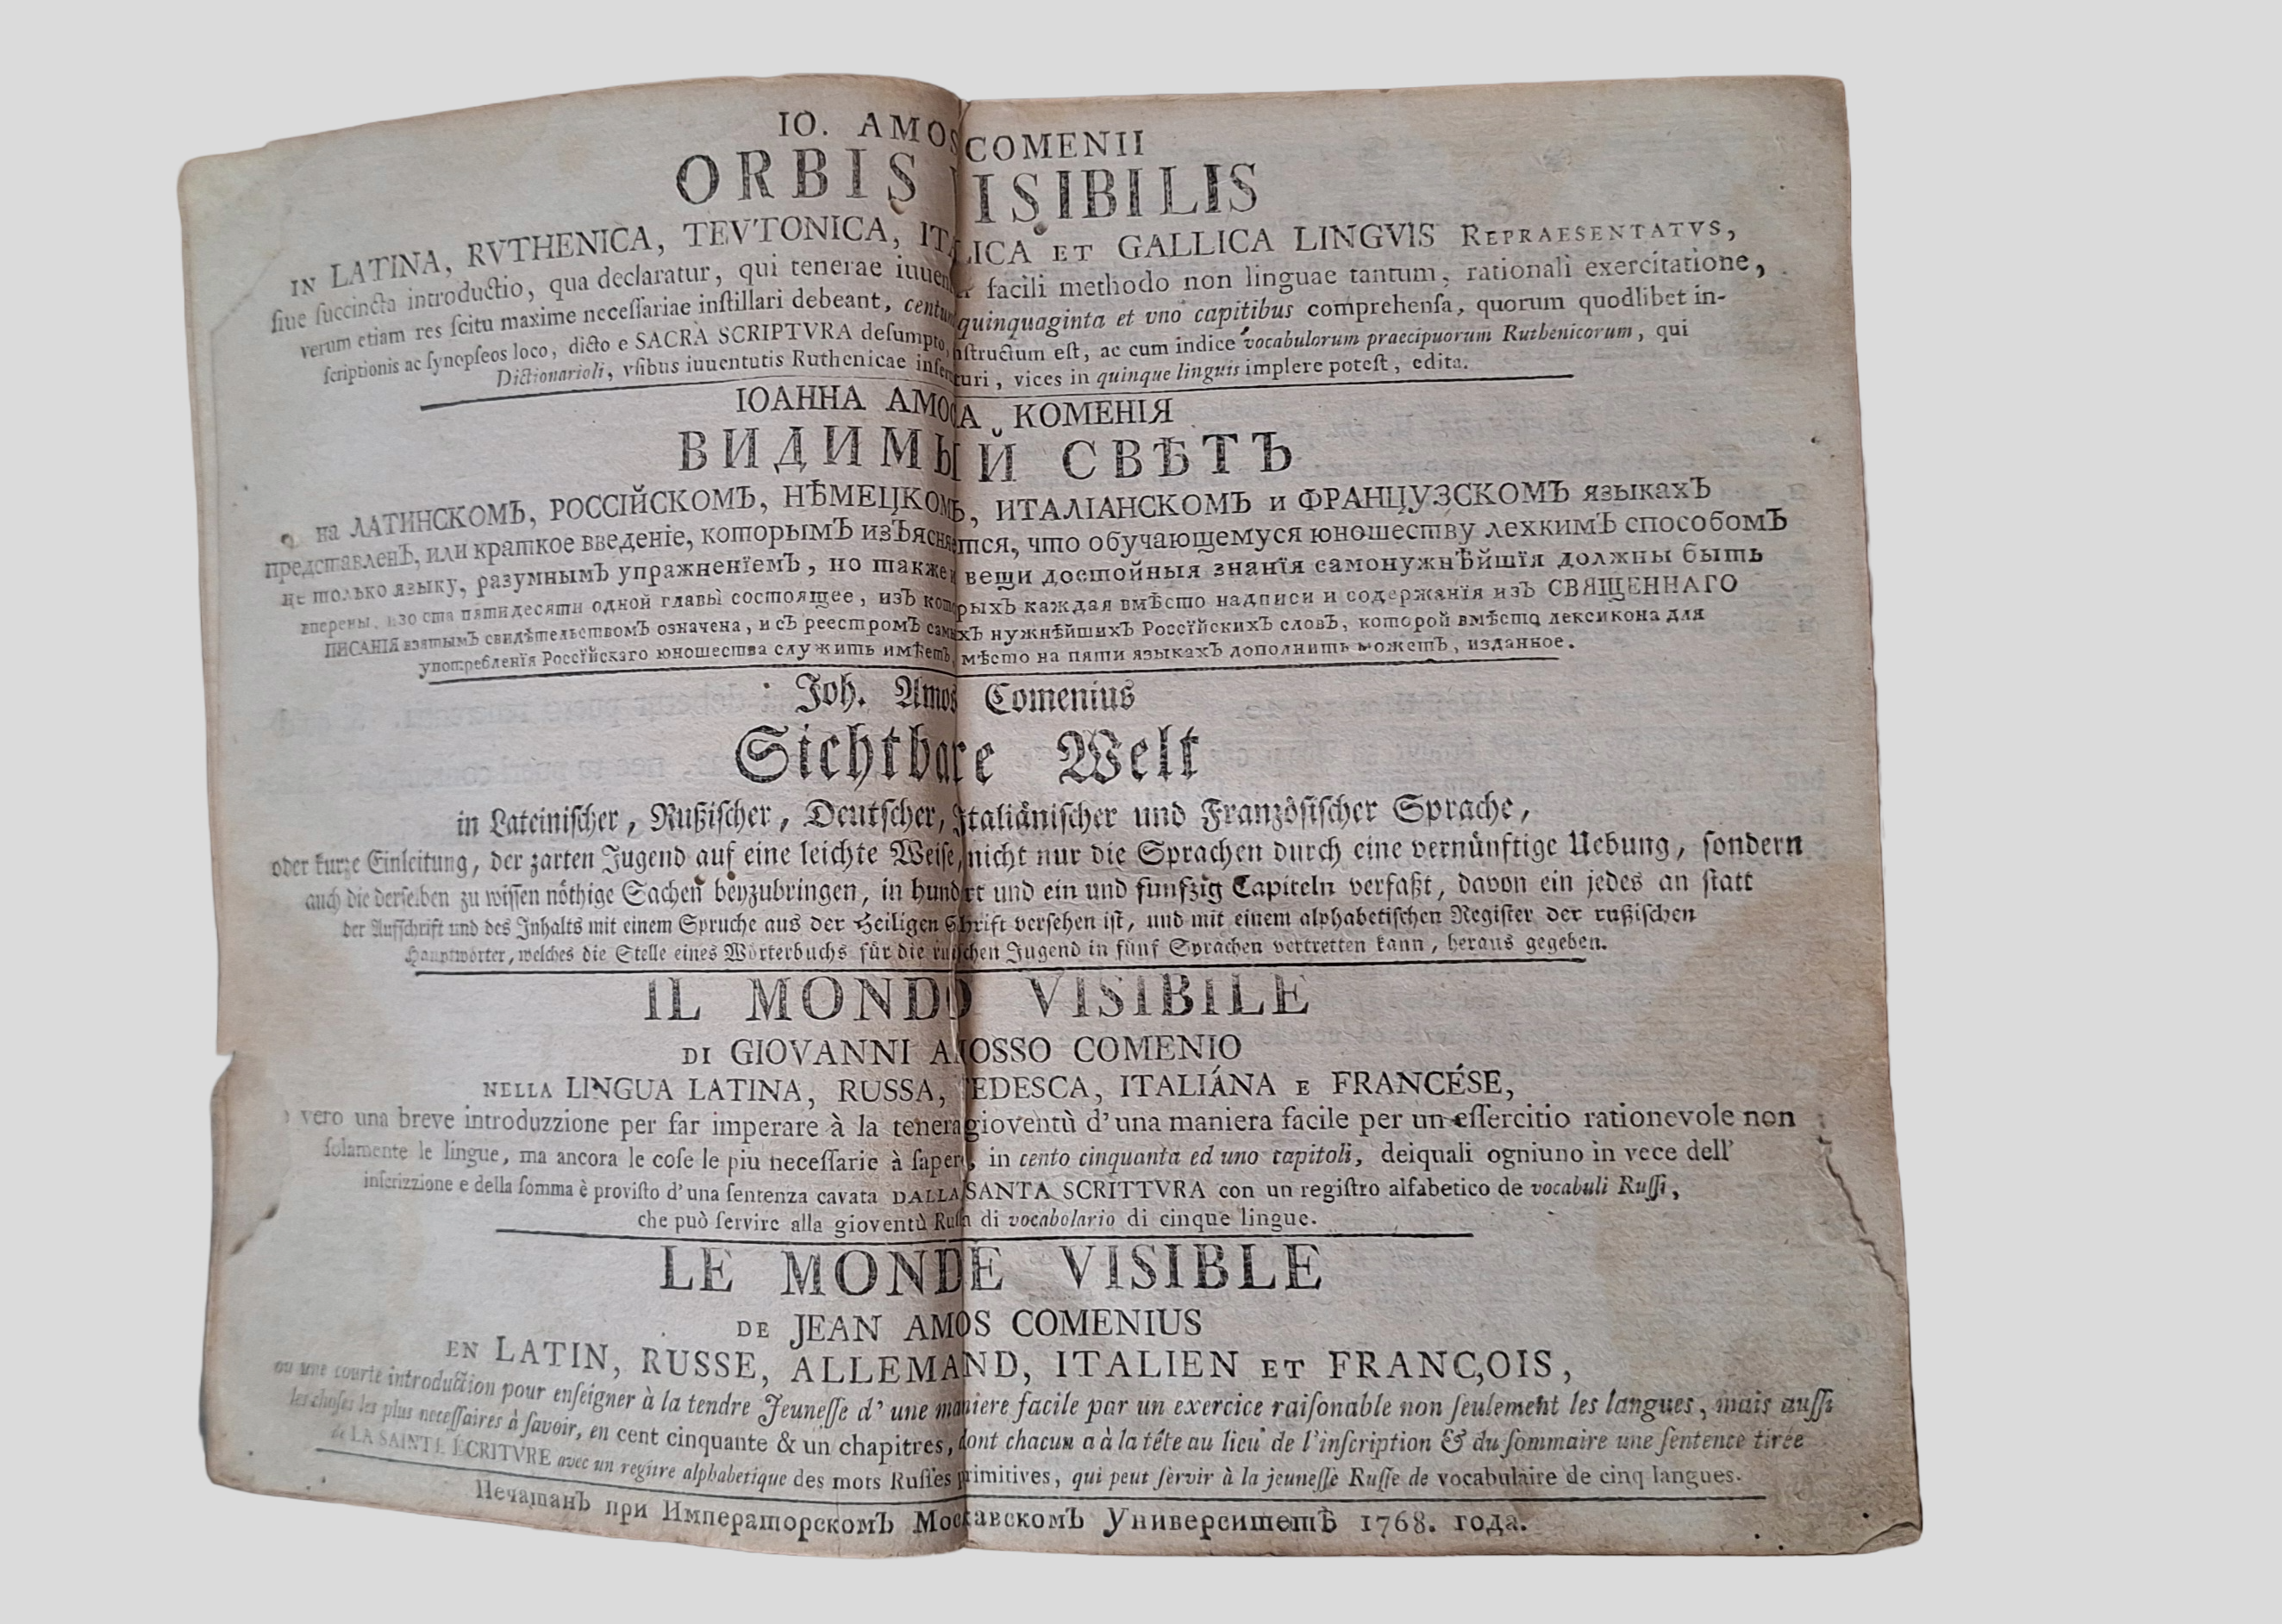 IO. AMOS COMENII
ORBIS VISIBILIS
IN LATINA, RVTHENICA, TEVTONICA, ITALICA ET GALLICA LINGVIS REPRAESENTATVS,
ſiue ſuccincta introductio, qua declaratur, qui tenerae iuuentuti facili methodo non linguae tantum, rationali exercitatione,
verum etiam res ſcitu maxime neceſſariae inſtillari debeant, centum quinquaginta et vno capitibus comprehenſa, quorum quodlibet in-
ſcriptionis ac ſynopſeos loco, dicto e SACRA SCRIPTVRA deſumpto, inſtructum eſt, ac cum indice vocabulorum praecipuorum Ruthenicorum, qui
Dictionarioli, vſibus iuuentutis Ruthenicae inſeruituri, vices in quinque linguis implere poteſt, edita.
ІОАННА АМОСА КОМЕНІЯ
ВИДИМЫЙ СВѢТЪ
на ЛАТИНСКОМЪ, РОССІЙСКОМЪ, НѢМЕЦКОМЪ, ИТАЛІАНСКОМЪ и ФРАНЦУЗСКОМЪ языкахЪ
представленЪ, или краткое введеніе, которымЪ изЪясняется, что обучающемуся юношеству лехкимЪ способомЪ
не только языку, разумнымЪ упражненїемЪ, но также и вещи достойныя знанїя самонужнѣйшїя должны быть
вперены, изо ста пятидесяти одной главы состоящее, изЪ которыхЪ каждая вмѣсто надписи и содержанїя изЪ СВЯЩЕННАГО
ПИСАНІЯ взятымЪ свидѣтельствомЪ означена, и сЪ реестромЪ самыхЪ нужнѣйшихЪ РоссїйскихЪ словЪ, которой вмѣсто лексикона для
употребленїя Россїйскаго юношества служить имѣетЪ, мѣсто на пяти языкахЪ дополнить можетЪ, изданное.
Joh. Amos Comenius
Sichtbare Welt
in Lateiniſcher, Rußiſcher, Deutſcher, Italiäniſcher und Franzöſiſcher Sprache,
oder kurze Einleitung, der zarten Jugend auf eine leichte Weiſe, nicht nur die Sprachen durch eine vernünftige Uebung, ſondern
auch die derſelben zu wiſſen nöthige Sachen beyzubringen, in hundert und ein und funfzig Capiteln verfaßt, davon ein jedes an ſtatt
der Aufſchrift und des Inhalts mit einem Spruche aus der Heiligen Schrift verſehen iſt, und mit einem alphabetiſchen Regiſter der rußiſchen
Hauptwörter, welches die Stelle eines Wörterbuchs für die rußiſchen Jugend in fünf Sprachen vertretten kann, heraus gegeben.
IL MONDO VISIBILE
DI GIOVANNI AMOSSO COMENIO
NELLA LINGUA LATINA, RUSSA, TEDESCA, ITALIÁNA E FRANCÉSE,
o vero una breve introduzzione per far imperare à la tenera gioventù d'una maniera facile per un eſſercitio rationevole non
ſolamente le lingue, ma ancora le coſe le piu neceſſarie à ſapere, in cento cinquanta ed uno capitoli, deiquali ogniuno in vece dell'
inſcrizzione e della ſomma è proviſto d'una ſentenza cavata DALLA SANTA SCRITTVRA con un regiſtro alfabetico de vocabuli Ruſſi,
che può ſervire alla gioventù Ruſſa di vocabolario di cinque lingue.
LE MONDE VISIBLE
DE JEAN AMOS COMENIUS
EN LATIN, RUSSE, ALLEMAND, ITALIEN ET FRANC,OIS,
ou une courte introduction pour enſeigner à la tendre Jeuneſſe d' une maniere facile par un exercice raiſonable non ſeulement les langues, mais auſſi
les choſes les plus neceſſaires à ſavoir, en cent cinquante & un chapitres, dont chacun a à la téte au lieu de l'inſcription & du ſommaire une ſentence tirée
de LA SAINTE ÈCRITVRE avec un regiſtre alphabetique des mots Ruſſes primitives, qui peut ſervir à la jeuneſſe Ruſſe de vocabulaire de cinq langues.
ПечатанЪ при ИмператорскомЪ МоскавскомЪ Университетѣ 1768. года.